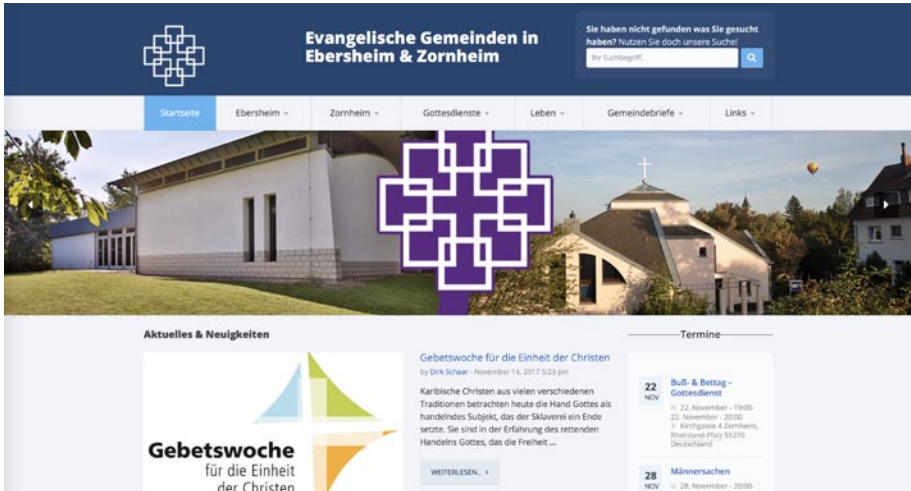 Evangelische Gemeinden in
Ebersheim & Zornheim
Sie haben nicht gefunden was Sie gesucht
haben? Nutzen Sie doch unsere Suche!
Ihr Suchbegriff..
Startseite
Ebersheim
Zornheim
Gottesdienste
Leben
Gemeindebriefe
Links
Aktuelles & Neuigkeiten
Gebetswoche
für die Einheit
der Christen
Gebetswoche für die Einheit der Christen
by Dirk Schaar - November 14, 2017 5:23 pm
Karibische Christen aus vielen verschiedenen
Traditionen betrachten heute die Hand Gottes als
handelndes Subjekt, das der Sklaverei ein Ende
setzte. Sie sind in der Erfahrung des rettenden
Handelns Gottes, das die Freiheit ...
WEITERLESEN..
Termine
22
NOV
Buß- & Bettag –
Gottesdienst
22. November - 19:00-
22. November - 20:00
Kirchgasse 4 Zornheim,
Rheinland-Pfalz 55270
Deutschland
28
NOV
Männersachen
28. November - 20:00-